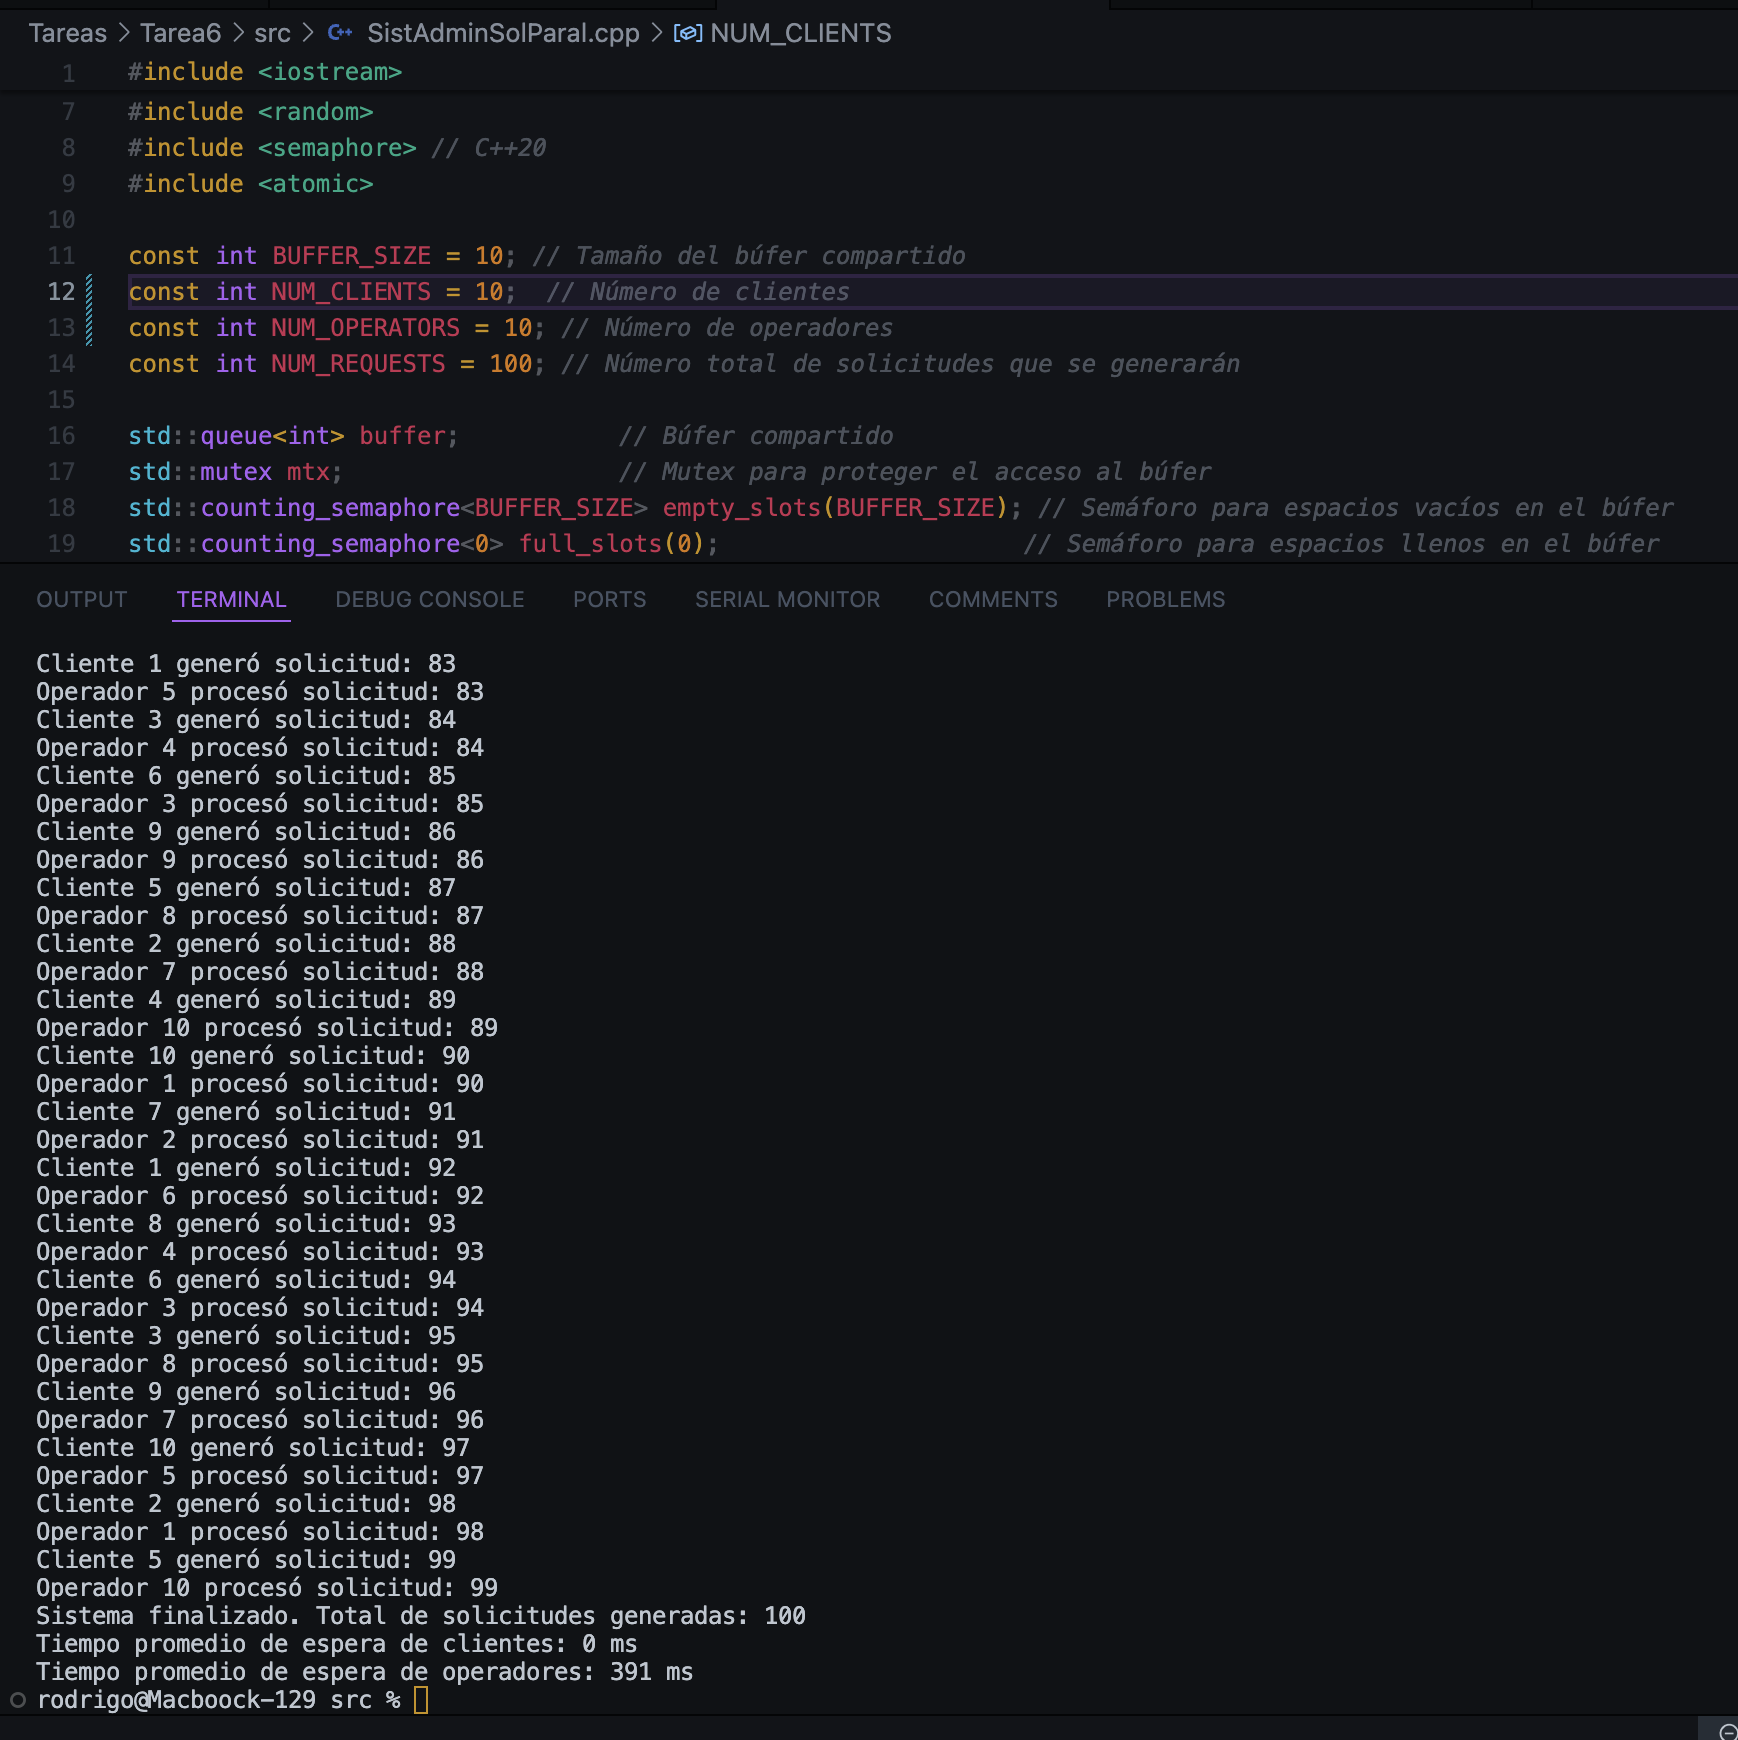 Tareas > Tarea6 > src > C++ SistAdminSolParal.cpp > NUM_CLIENTS
1 #include <iostream>
7 #include <random>
8 #include <semaphore> // C++20
9 #include <atomic>
10
11 const int BUFFER_SIZE = 10; // Tamaño del búfer compartido
12 const int NUM_CLIENTS = 10;  // Número de clientes
13 const int NUM_OPERATORS = 10; // Número de operadores
14 const int NUM_REQUESTS = 100; // Número total de solicitudes que se generarán
15
16 std::queue<int> buffer;           // Búfer compartido
17 std::mutex mtx;                   // Mutex para proteger el acceso al búfer
18 std::counting_semaphore<BUFFER_SIZE> empty_slots(BUFFER_SIZE); // Semáforo para espacios vacíos en el búfer
19 std::counting_semaphore<0> full_slots(0);                     // Semáforo para espacios llenos en el búfer
OUTPUT TERMINAL DEBUG CONSOLE PORTS SERIAL MONITOR COMMENTS PROBLEMS
Cliente 1 generó solicitud: 83
Operador 5 procesó solicitud: 83
Cliente 3 generó solicitud: 84
Operador 4 procesó solicitud: 84
Cliente 6 generó solicitud: 85
Operador 3 procesó solicitud: 85
Cliente 9 generó solicitud: 86
Operador 9 procesó solicitud: 86
Cliente 5 generó solicitud: 87
Operador 8 procesó solicitud: 87
Cliente 2 generó solicitud: 88
Operador 7 procesó solicitud: 88
Cliente 4 generó solicitud: 89
Operador 10 procesó solicitud: 89
Cliente 10 generó solicitud: 90
Operador 1 procesó solicitud: 90
Cliente 7 generó solicitud: 91
Operador 2 procesó solicitud: 91
Cliente 1 generó solicitud: 92
Operador 6 procesó solicitud: 92
Cliente 8 generó solicitud: 93
Operador 4 procesó solicitud: 93
Cliente 6 generó solicitud: 94
Operador 3 procesó solicitud: 94
Cliente 3 generó solicitud: 95
Operador 8 procesó solicitud: 95
Cliente 9 generó solicitud: 96
Operador 7 procesó solicitud: 96
Cliente 10 generó solicitud: 97
Operador 5 procesó solicitud: 97
Cliente 2 generó solicitud: 98
Operador 1 procesó solicitud: 98
Cliente 5 generó solicitud: 99
Operador 10 procesó solicitud: 99
Sistema finalizado. Total de solicitudes generadas: 100
Tiempo promedio de espera de clientes: 0 ms
Tiempo promedio de espera de operadores: 391 ms
rodrigo@Macboock-129 src %